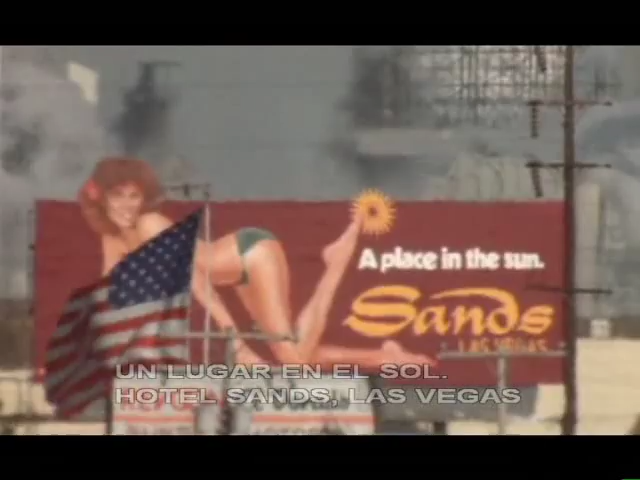 A place in the sun.
Sands
LAS VEGAS
UN LUGAR EN EL SOL.
HOTEL SANDS, LAS VEGAS